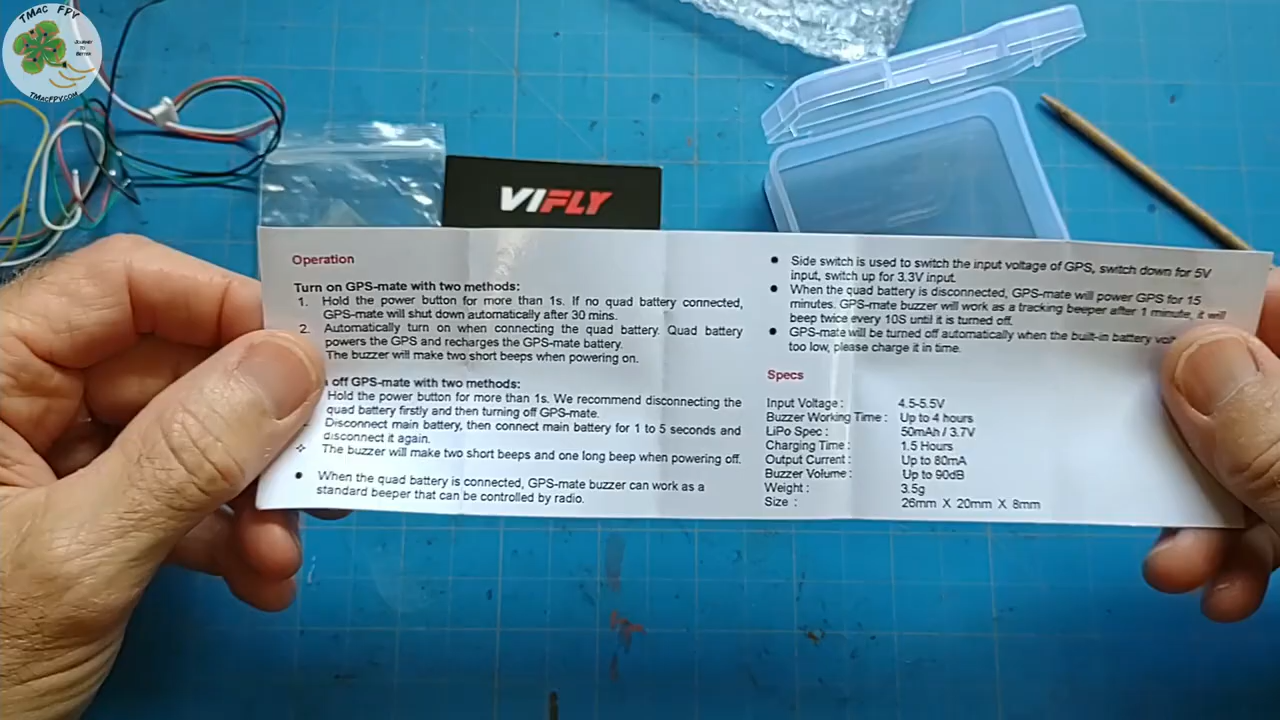 TMAC FPV
Journey
To
Better
TMACFPV.COM
VIFLY
Operation
Turn on GPS-mate with two methods:
1. Hold the power button for more than 1s. If no quad battery connected,
GPS-mate will shut down automatically after 30 mins.
2. Automatically turn on when connecting the quad battery. Quad battery
powers the GPS and recharges the GPS-mate battery.
The buzzer will make two short beeps when powering on.
off GPS-mate with two methods:
Hold the power button for more than 1s. We recommend disconnecting the
quad battery firstly and then turning off GPS-mate.
Disconnect main battery, then connect main battery for 1 to 5 seconds and
disconnect it again.
The buzzer will make two short beeps and one long beep when powering off.
• When the quad battery is connected, GPS-mate buzzer can work as a
standard beeper that can be controlled by radio.
• Side switch is used to switch the input voltage of GPS, switch down for 5V
input, switch up for 3.3V input.
• When the quad battery is disconnected, GPS-mate will power GPS for 15
minutes. GPS-mate buzzer will work as a tracking beeper after 1 minute, it will
beep twice every 10S until it is turned off.
• GPS-mate will be turned off automatically when the built-in battery
too low, please charge it in time.
Specs
Input Voltage : 4.5-5.5V
Buzzer Working Time : Up to 4 hours
LiPo Spec : 50mAh / 3.7V
Charging Time : 1.5 Hours
Output Current : Up to 80mA
Buzzer Volume : Up to 90dB
Weight : 3.5g
Size : 26mm X 20mm X 8mm